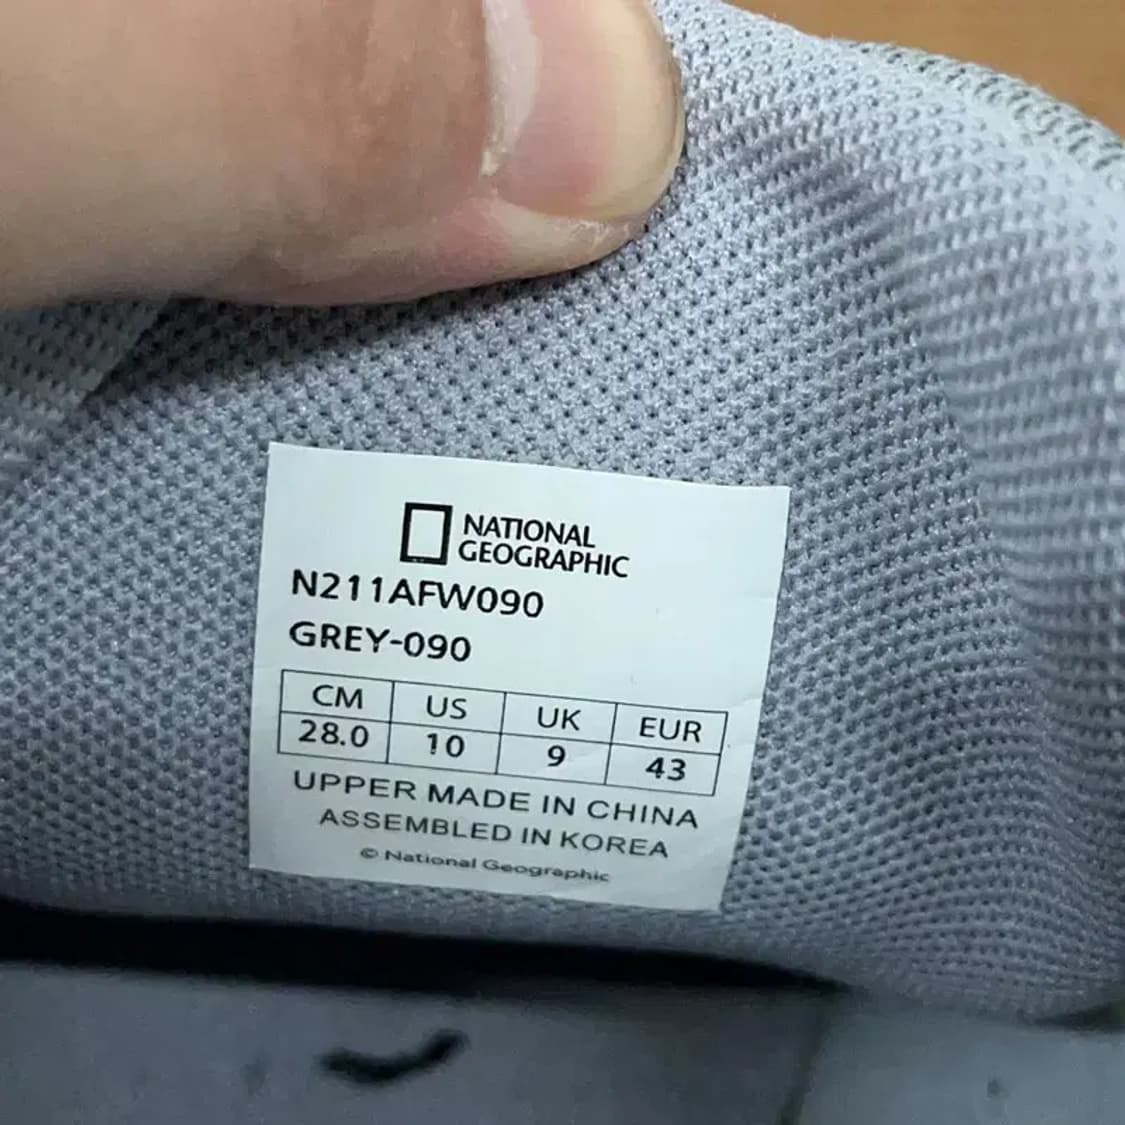 NATIONAL
GEOGRAPHIC
N211AFW090
GREY-090
CM US UK EUR
28.0 10 9 43
UPPER MADE IN CHINA
ASSEMBLED IN KOREA
© National Geographic